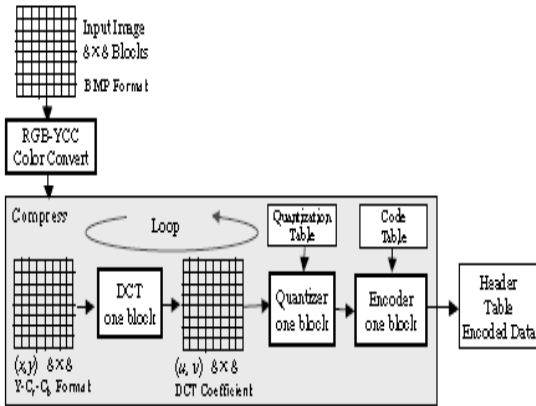 Input Image
8×8 Blocks
BMP Format
RGB-YCC
Color Convert
Compress
Loop
Quantization
Table
Code
Table
DCT
one block
Quantizer
one block
Encoder
one block
Header
Table
Encoded Data
(x,y) 8×8
Y-Cr-Cb Format
(u, v) 8×8
DCT Coefficient